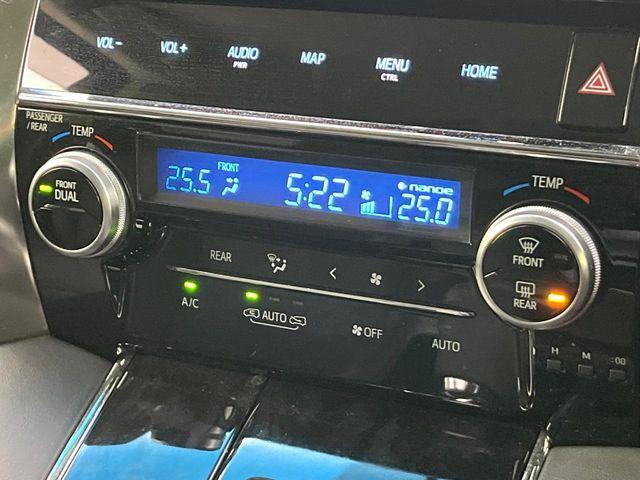 VOL− VOL+ AUDIO MAP MENU HOME
PWR CTRL
PASSENGER
/REAR
TEMP
TEMP
FRONT
DUAL
FRONT
25.5 5:22 nanoe 25.0
FRONT
REAR
REAR
A/C
AUTO
OFF
AUTO
H M :00